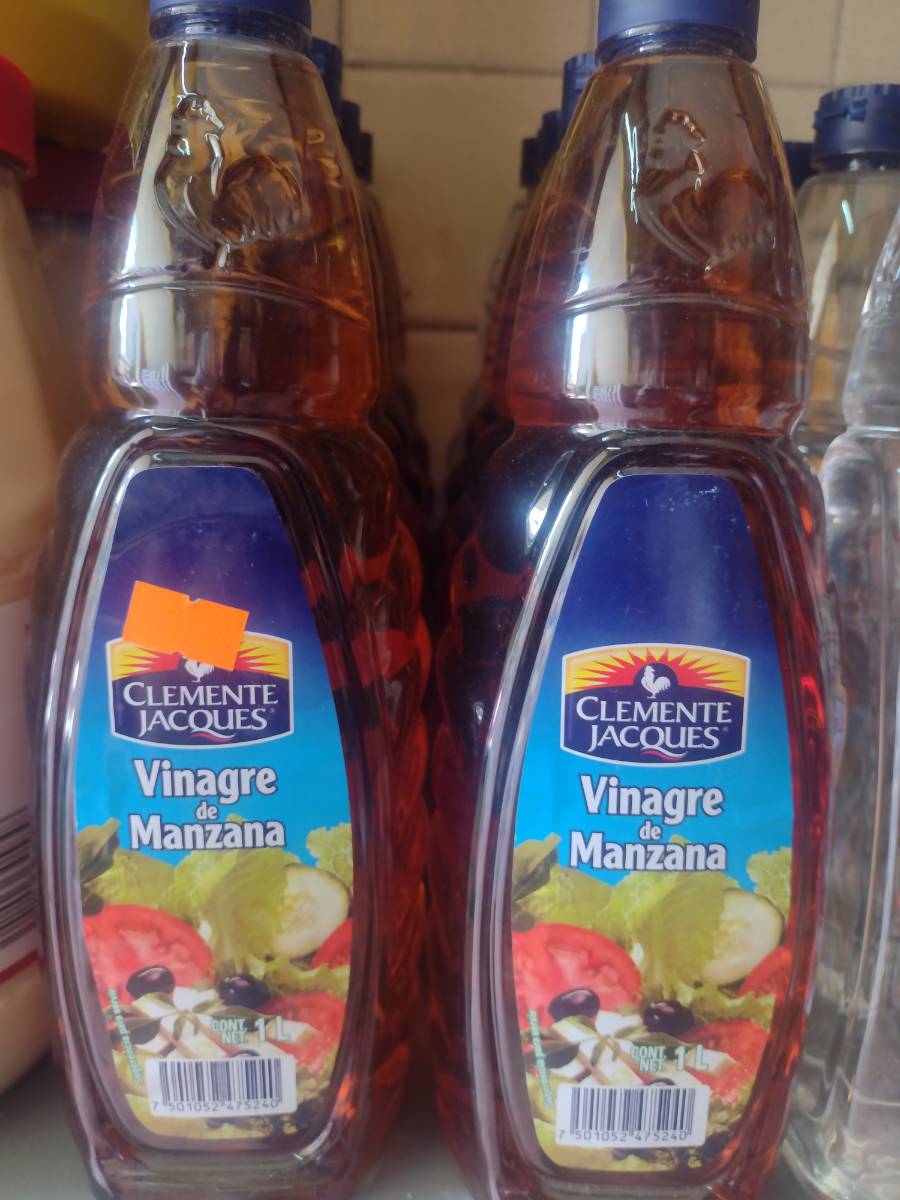 CLEMENTE
JACQUES
Vinagre
de
Manzana
CONT.
NET. 1 L
7 501052 475240
CLEMENTE
JACQUES
Vinagre
de
Manzana
CONT.
NET. 1 L
7 501052 475240